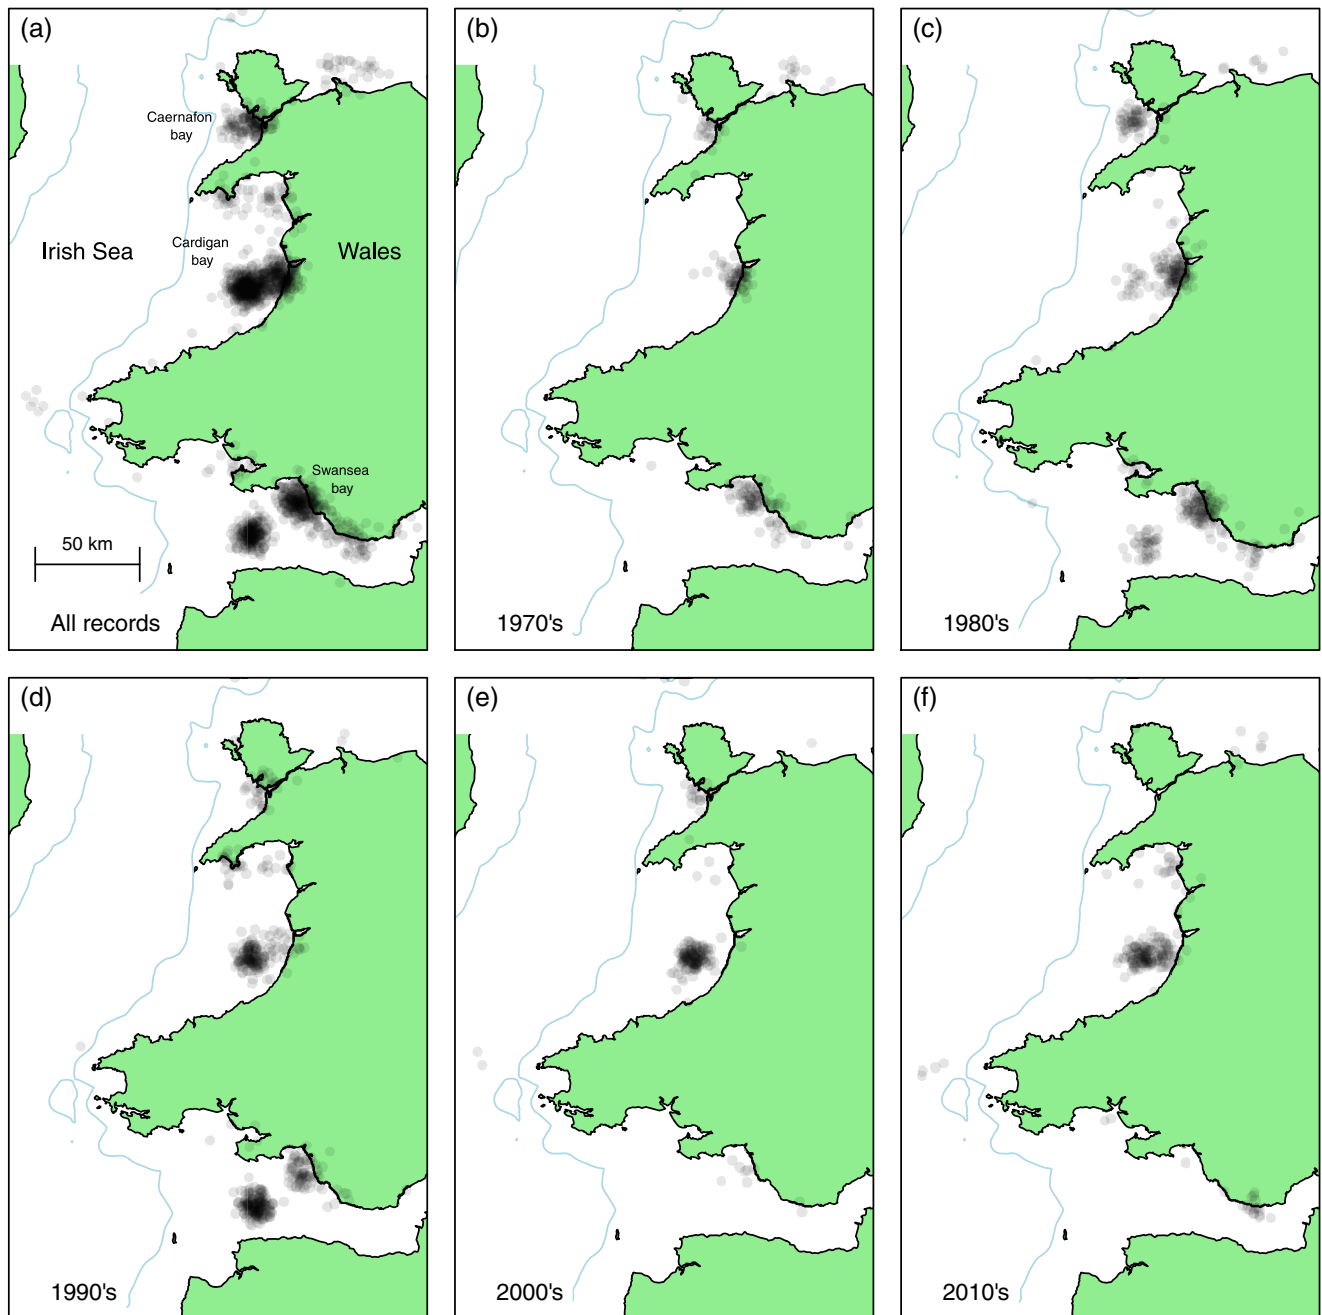 (a)
Caernafon
bay
Irish Sea
Cardigan
bay
Wales
Swansea
bay
50 km
All records
(b)
1970's
(c)
1980's
(d)
1990's
(e)
2000's
(f)
2010's